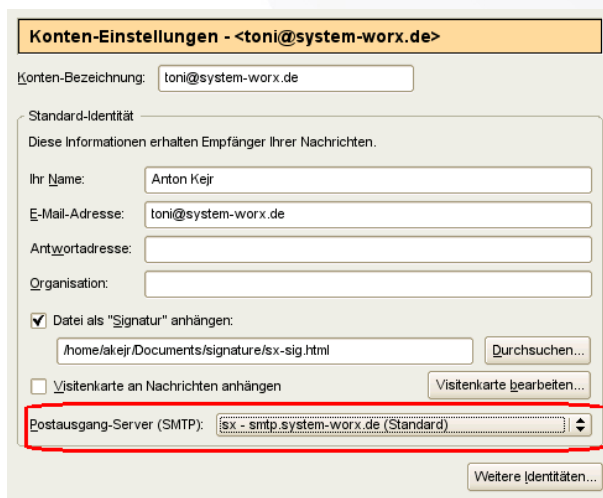 Konten-Einstellungen - <toni@system-worx.de>
Konten-Bezeichnung: toni@system-worx.de
Standard-Identität
Diese Informationen erhalten Empfänger Ihrer Nachrichten.
Ihr Name: Anton Kejr
E-Mail-Adresse: toni@system-worx.de
Antwortadresse:
Organisation:
Datei als "Signatur" anhängen:
/home/akejr/Documents/signature/sx-sig.html Durchsuchen...
Visitenkarte an Nachrichten anhängen Visitenkarte bearbeiten...
Postausgang-Server (SMTP): sx - smtp.system-worx.de (Standard)
Weitere Identitäten...